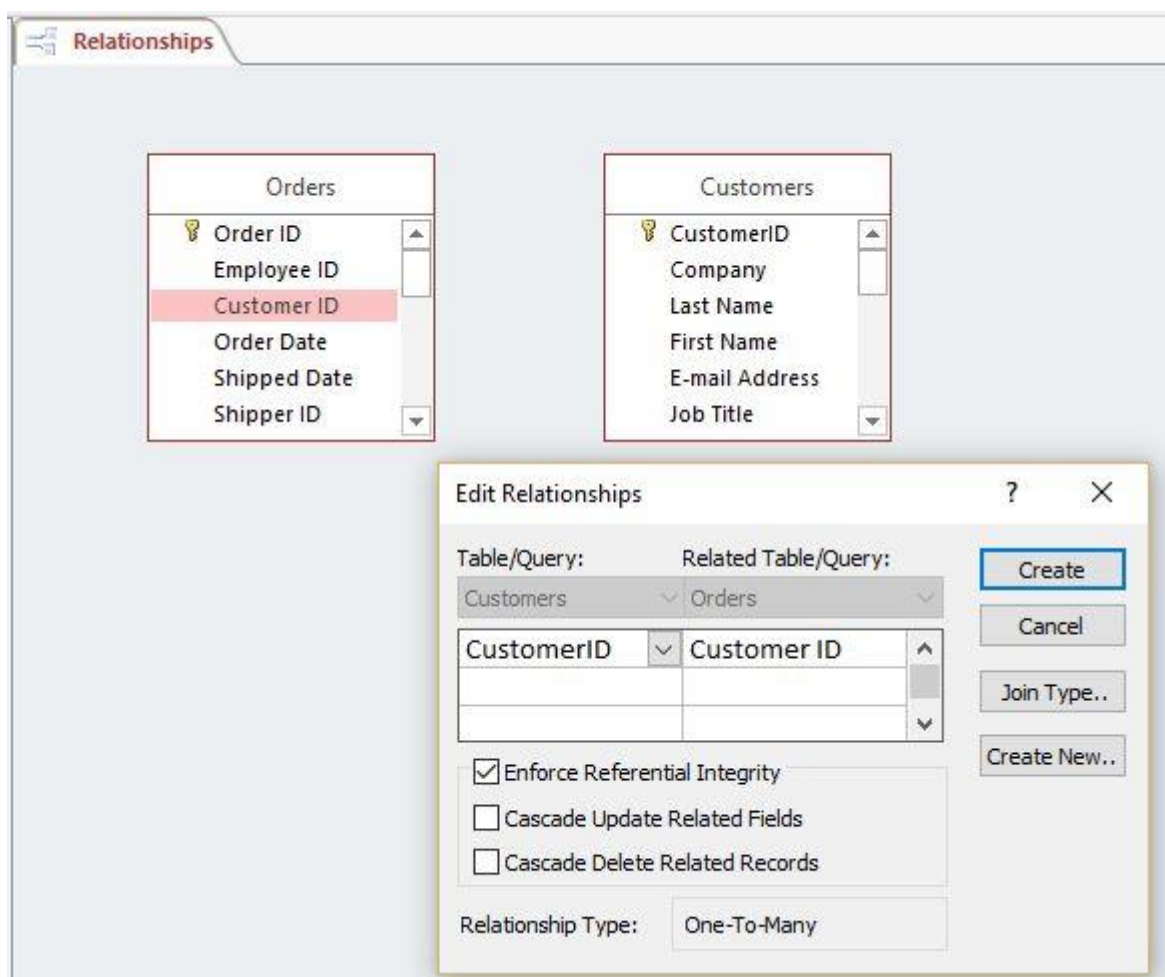 Relationships
Orders
Order ID
Employee ID
Customer ID
Order Date
Shipped Date
Shipper ID
Customers
CustomerID
Company
Last Name
First Name
E-mail Address
Job Title
Edit Relationships ?
Table/Query: Related Table/Query:
Customers Orders
CustomerID Customer ID
Enforce Referential Integrity
Cascade Update Related Fields
Cascade Delete Related Records
Relationship Type: One-To-Many
Create
Cancel
Join Type..
Create New..